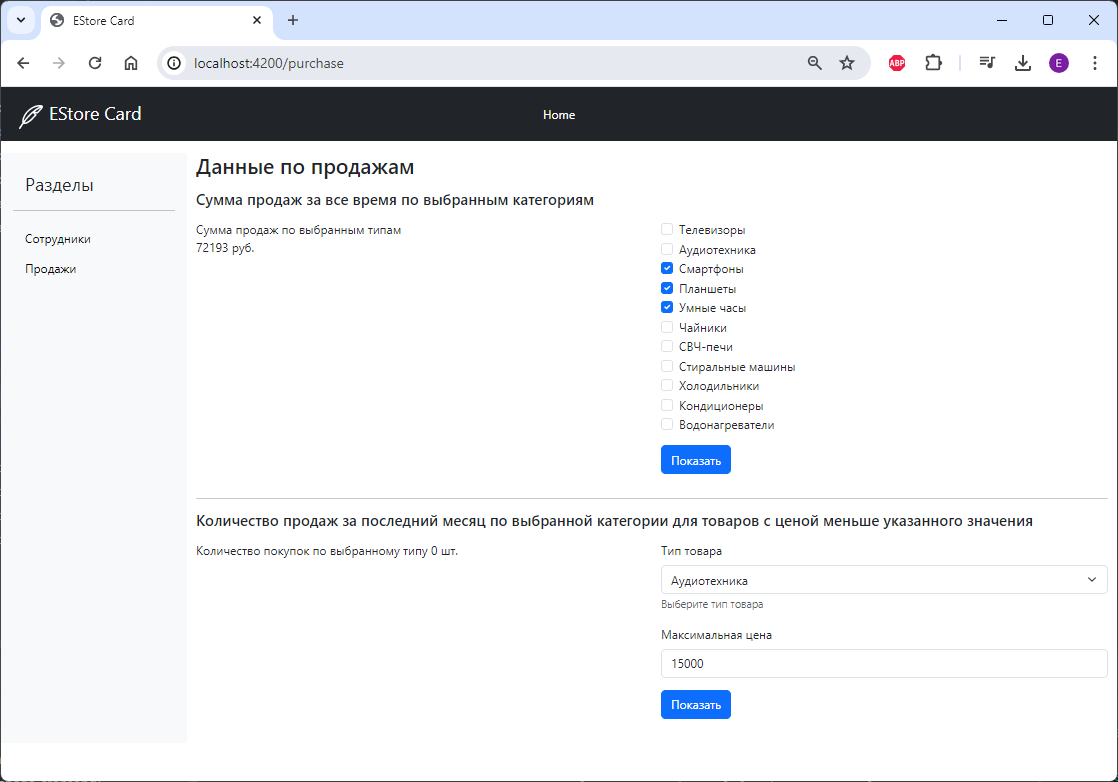 EStore Card
localhost:4200/purchase
ABP
E
EStore Card
Home
Разделы
Сотрудники
Продажи
Данные по продажам
Сумма продаж за все время по выбранным категориям
Сумма продаж по выбранным типам
72193 руб.
Телевизоры
Аудиотехника
Смартфоны
Планшеты
Умные часы
Чайники
СВЧ-печи
Стиральные машины
Холодильники
Кондиционеры
Водонагреватели
Показать
Количество продаж за последний месяц по выбранной категории для товаров с ценой меньше указанного значения
Количество покупок по выбранному типу 0 шт.
Тип товара
Аудиотехника
Выберите тип товара
Максимальная цена
15000
Показать